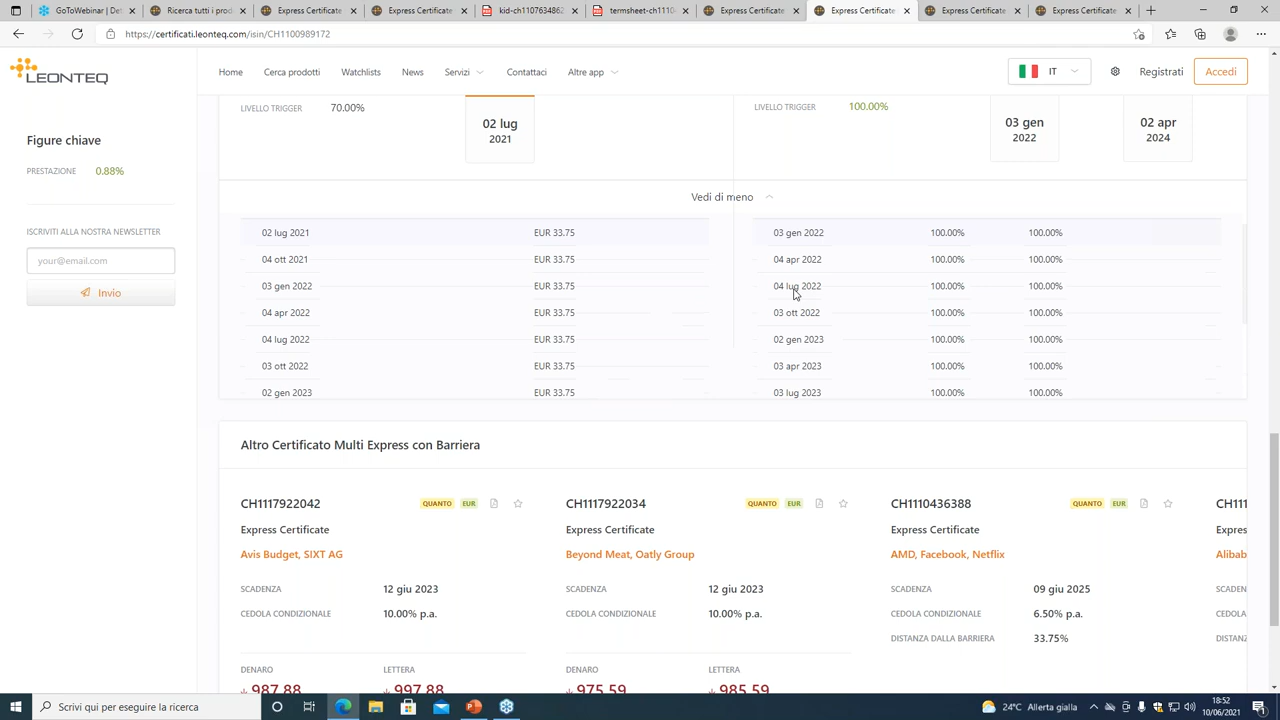 GoToWebinar | De
Ricerca tutti i prod
Express Certificate
Express Certificate
kid-ch1107634862
termsheet-ch1110
Express Certificate
Express Certificate
Express Certificate
Express Certificate
https://certificati.leonteq.com/isin/CH1100989172
LEONTEQ
Home
Cerca prodotti
Watchlists
News
Servizi
Contattaci
Altre app
IT
Registrati
Accedi
Figure chiave
PRESTAZIONE 0.88%
ISCRIVITI ALLA NOSTRA NEWSLETTER
your@email.com
Invio
LIVELLO TRIGGER 70.00%
02 lug
2021
LIVELLO TRIGGER 100.00%
03 gen
2022
02 apr
2024
Vedi di meno
02 lug 2021 EUR 33.75
04 ott 2021 EUR 33.75
03 gen 2022 EUR 33.75
04 apr 2022 EUR 33.75
04 lug 2022 EUR 33.75
03 ott 2022 EUR 33.75
02 gen 2023 EUR 33.75
03 gen 2022 100.00% 100.00%
04 apr 2022 100.00% 100.00%
04 lug 2022 100.00% 100.00%
03 ott 2022 100.00% 100.00%
02 gen 2023 100.00% 100.00%
03 apr 2023 100.00% 100.00%
03 lug 2023 100.00% 100.00%
Altro Certificato Multi Express con Barriera
CH1117922042 QUANTO EUR
Express Certificate
Avis Budget, SIXT AG
SCADENZA 12 giu 2023
CEDOLA CONDIZIONALE 10.00% p.a.
DENARO LETTERA
987.88 997.88
CH1117922034 QUANTO EUR
Express Certificate
Beyond Meat, Oatly Group
SCADENZA 12 giu 2023
CEDOLA CONDIZIONALE 10.00% p.a.
DENARO LETTERA
975.59 985.59
CH1110436388 QUANTO EUR
Express Certificate
AMD, Facebook, Netflix
SCADENZA 09 giu 2025
CEDOLA CONDIZIONALE 6.50% p.a.
DISTANZA DALLA BARRIERA 33.75%
CH111
Expres
Alibab
SCADEN
CEDOLA
DISTANZ
Scrivi qui per eseguire la ricerca
24°C Allerta gialla
18:52
10/06/2021